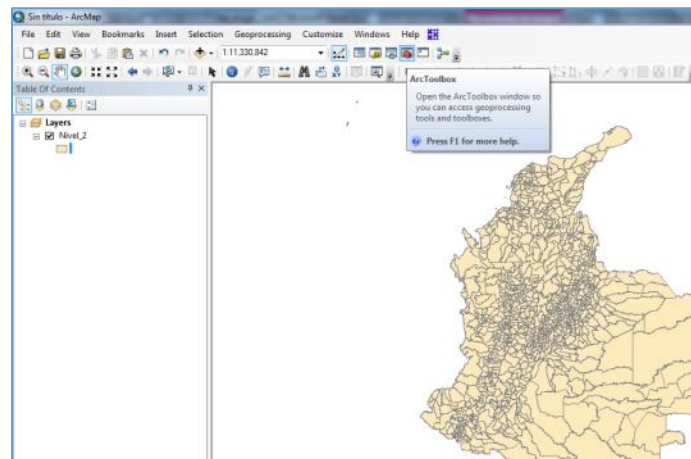 Sin título - ArcMap
File Edit View Bookmarks Insert Selection Geoprocessing Customize Windows Help
1:11,330,842
Table Of Contents
ArcToolbox
Open the ArcToolbox window so
you can access geoprocessing
tools and toolboxes.
Press F1 for more help.
Layers
Nivel_2